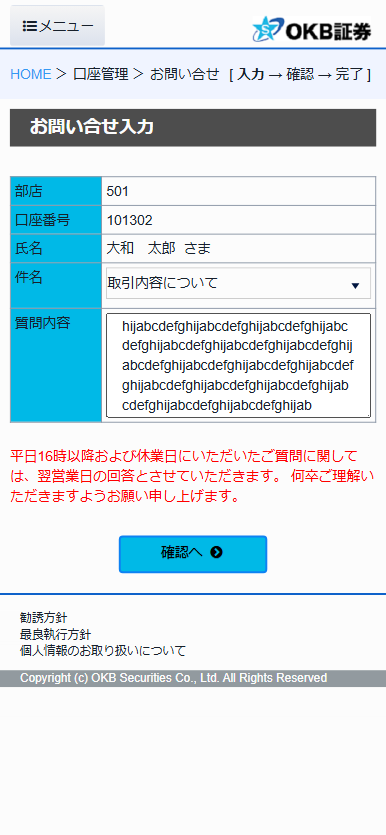 メニュー
OKB証券
HOME > 口座管理 > お問い合せ [ 入力 → 確認 → 完了 ]
お問い合せ入力
部店 501
口座番号 101302
氏名 大和　太郎 さま
件名 取引内容について
質問内容 hijabcdefghijabcdefghijabcdefghijabc
defghijabcdefghijabcdefghijabcdefghij
abcdefghijabcdefghijabcdefghijabcdef
ghijabcdefghijabcdefghijabcdefghijab
cdefghijabcdefghijabcdefghijab
平日16時以降および休業日にいただいたご質問に関して
は、翌営業日の回答とさせていただきます。 何卒ご理解い
ただきますようお願い申し上げます。
確認へ
勧誘方針
最良執行方針
個人情報のお取り扱いについて
Copyright (c) OKB Securities Co., Ltd. All Rights Reserved